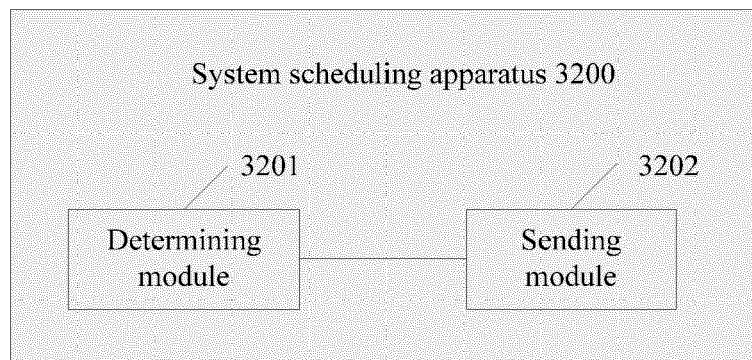 System scheduling apparatus 3200
3201
3202
Determining
module
Sending
module